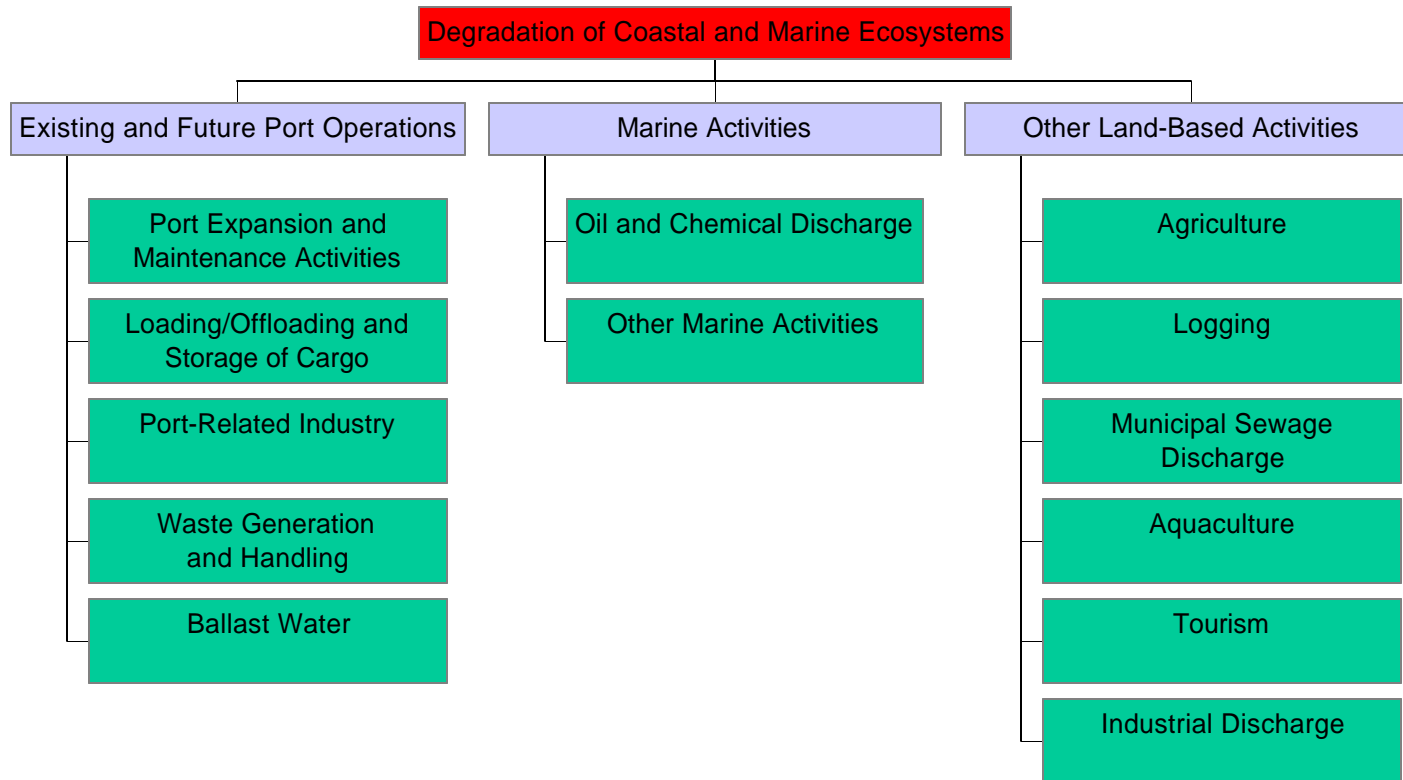 Degradation of Coastal and Marine Ecosystems
Existing and Future Port Operations
Port Expansion and
Maintenance Activities
Loading/Offloading and
Storage of Cargo
Port-Related Industry
Waste Generation
and Handling
Ballast Water
Marine Activities
Oil and Chemical Discharge
Other Marine Activities
Other Land-Based Activities
Agriculture
Logging
Municipal Sewage
Discharge
Aquaculture
Tourism
Industrial Discharge